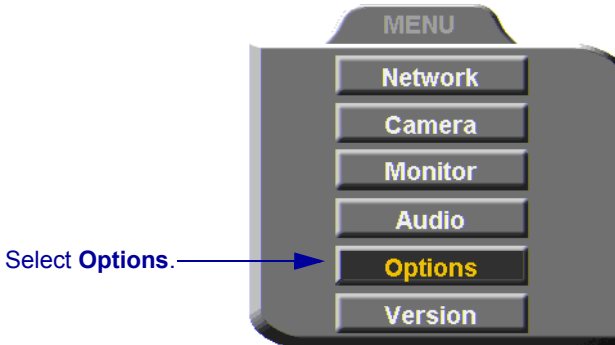 MENU
Network
Camera
Monitor
Audio
Select Options.
Options
Version